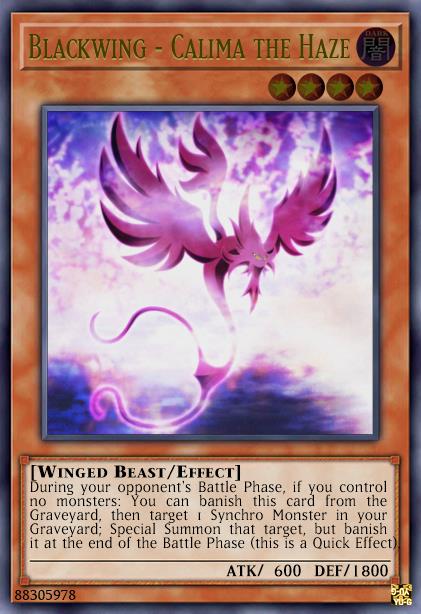 Blackwing - Calima the Haze
DARK
闇
[Winged Beast/Effect]
During your opponent's Battle Phase, if you control
no monsters: You can banish this card from the
Graveyard, then target 1 Synchro Monster in your
Graveyard; Special Summon that target, but banish
it at the end of the Battle Phase (this is a Quick Effect).
ATK/ 600 DEF/1800
88305978